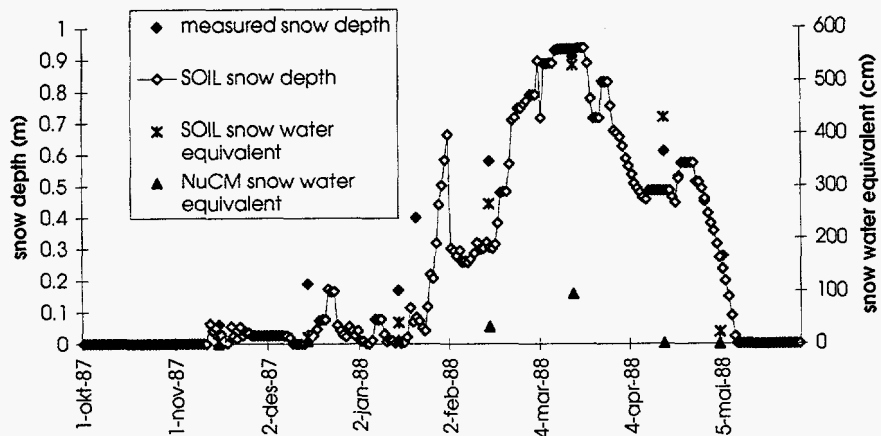 measured snow depth
SOIL snow depth
SOIL snow water
equivalent
NuCM snow water
equivalent
snow depth (m)
1
0.9
0.8
0.7
0.6
0.5
0.4
0.3
0.2
0.1
0
600
500
400
300
200
100
0
snow water equivalent (cm)
1-okt-87
1-nov-87
2-des-87
2-jan-88
2-feb-88
4-mar-88
4-apr-88
5-mai-88